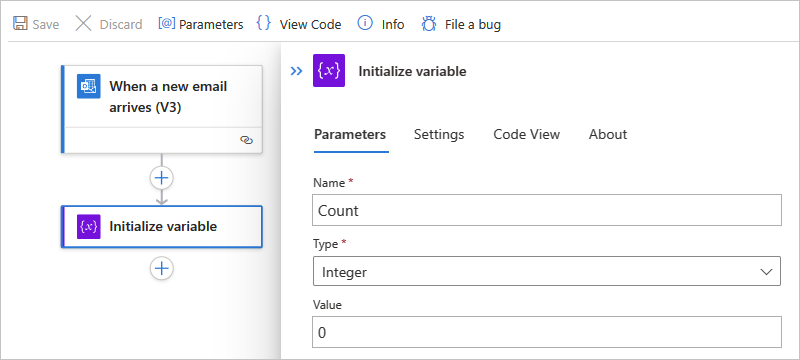 Save Discard [@] Parameters {} View Code Info File a bug
When a new email
arrives (V3)
{x} Initialize variable
{x} Initialize variable
Parameters Settings Code View About
Name *
Count
Type *
Integer
Value
0